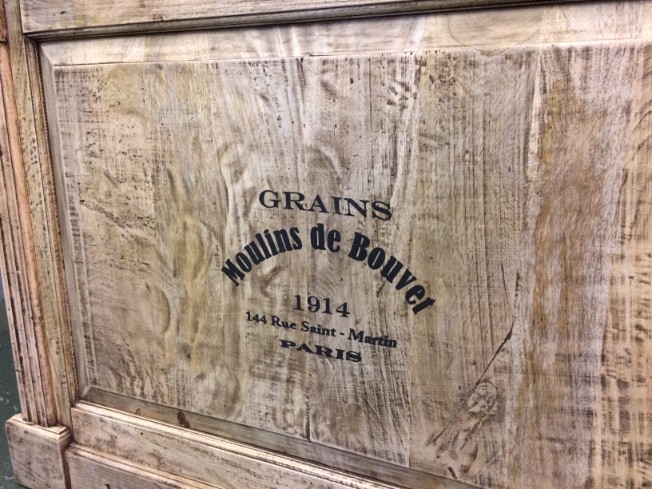 GRAINS
Moulins de Bouvet
1914
144 Rue Saint - Martin
PARIS